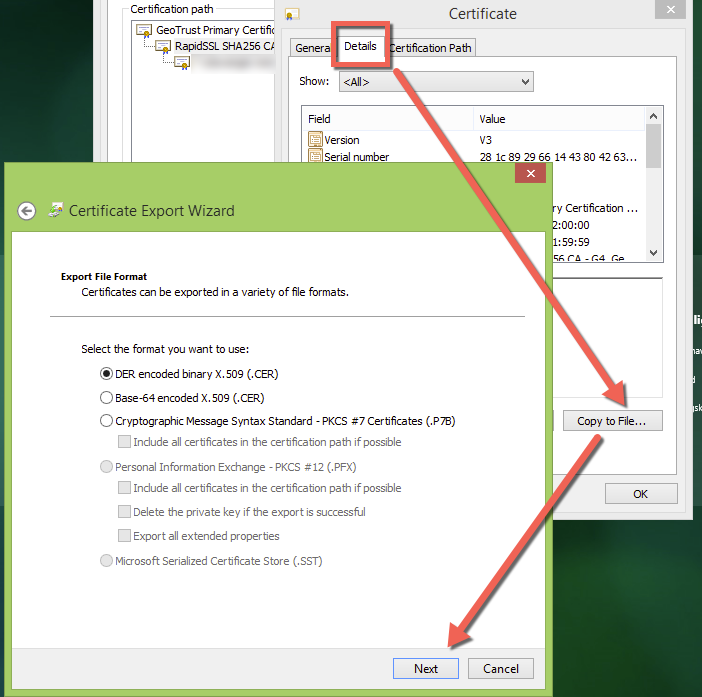 Certification path
GeoTrust Primary Certific
RapidSSL SHA256 CA
Certificate
General
Details
Certification Path
Show:
<All>
Field
Value
Version
V3
Serial number
28 1c 89 29 66 14 43 80 42 63...
ry Certification ...
2:00:00
1:59:59
56 CA - G4, Ge
Copy to File...
OK
Certificate Export Wizard
Export File Format
Certificates can be exported in a variety of file formats.
Select the format you want to use:
DER encoded binary X.509 (.CER)
Base-64 encoded X.509 (.CER)
Cryptographic Message Syntax Standard - PKCS #7 Certificates (.P7B)
Include all certificates in the certification path if possible
Personal Information Exchange - PKCS #12 (.PFX)
Include all certificates in the certification path if possible
Delete the private key if the export is successful
Export all extended properties
Microsoft Serialized Certificate Store (.SST)
Next
Cancel